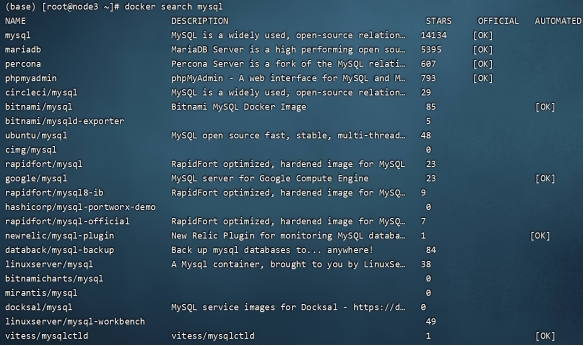 (base) [root@node3 ~]# docker search mysql
NAME DESCRIPTION STARS OFFICIAL AUTOMATED
mysql MySQL is a widely used, open-source relation… 14134 [OK]
mariadb MariaDB Server is a high performing open sou… 5395 [OK]
percona Percona Server is a fork of the MySQL relati… 607 [OK]
phpmyadmin phpMyAdmin - A web interface for MySQL and M… 793 [OK]
circleci/mysql MySQL is a widely used, open-source relation… 29
bitnami/mysql Bitnami MySQL Docker Image 85 [OK]
bitnami/mysqld-exporter 5
ubuntu/mysql MySQL open source fast, stable, multi-thread… 48
cimg/mysql 0
rapidfort/mysql RapidFort optimized, hardened image for MySQL 23
google/mysql MySQL server for Google Compute Engine 23 [OK]
rapidfort/mysql8-ib RapidFort optimized, hardened image for MySQ… 9
hashicorp/mysql-portworx-demo 0
rapidfort/mysql-official RapidFort optimized, hardened image for MySQ… 7
newrelic/mysql-plugin New Relic Plugin for monitoring MySQL databa… 1 [OK]
databack/mysql-backup Back up mysql databases to... anywhere! 84
linuxserver/mysql A Mysql container, brought to you by LinuxSe… 38
bitnamicharts/mysql 0
mirantis/mysql 0
docksal/mysql MySQL service images for Docksal - https://d… 0
linuxserver/mysql-workbench 49
vitess/mysqlctld vitess/mysqlctld 1 [OK]